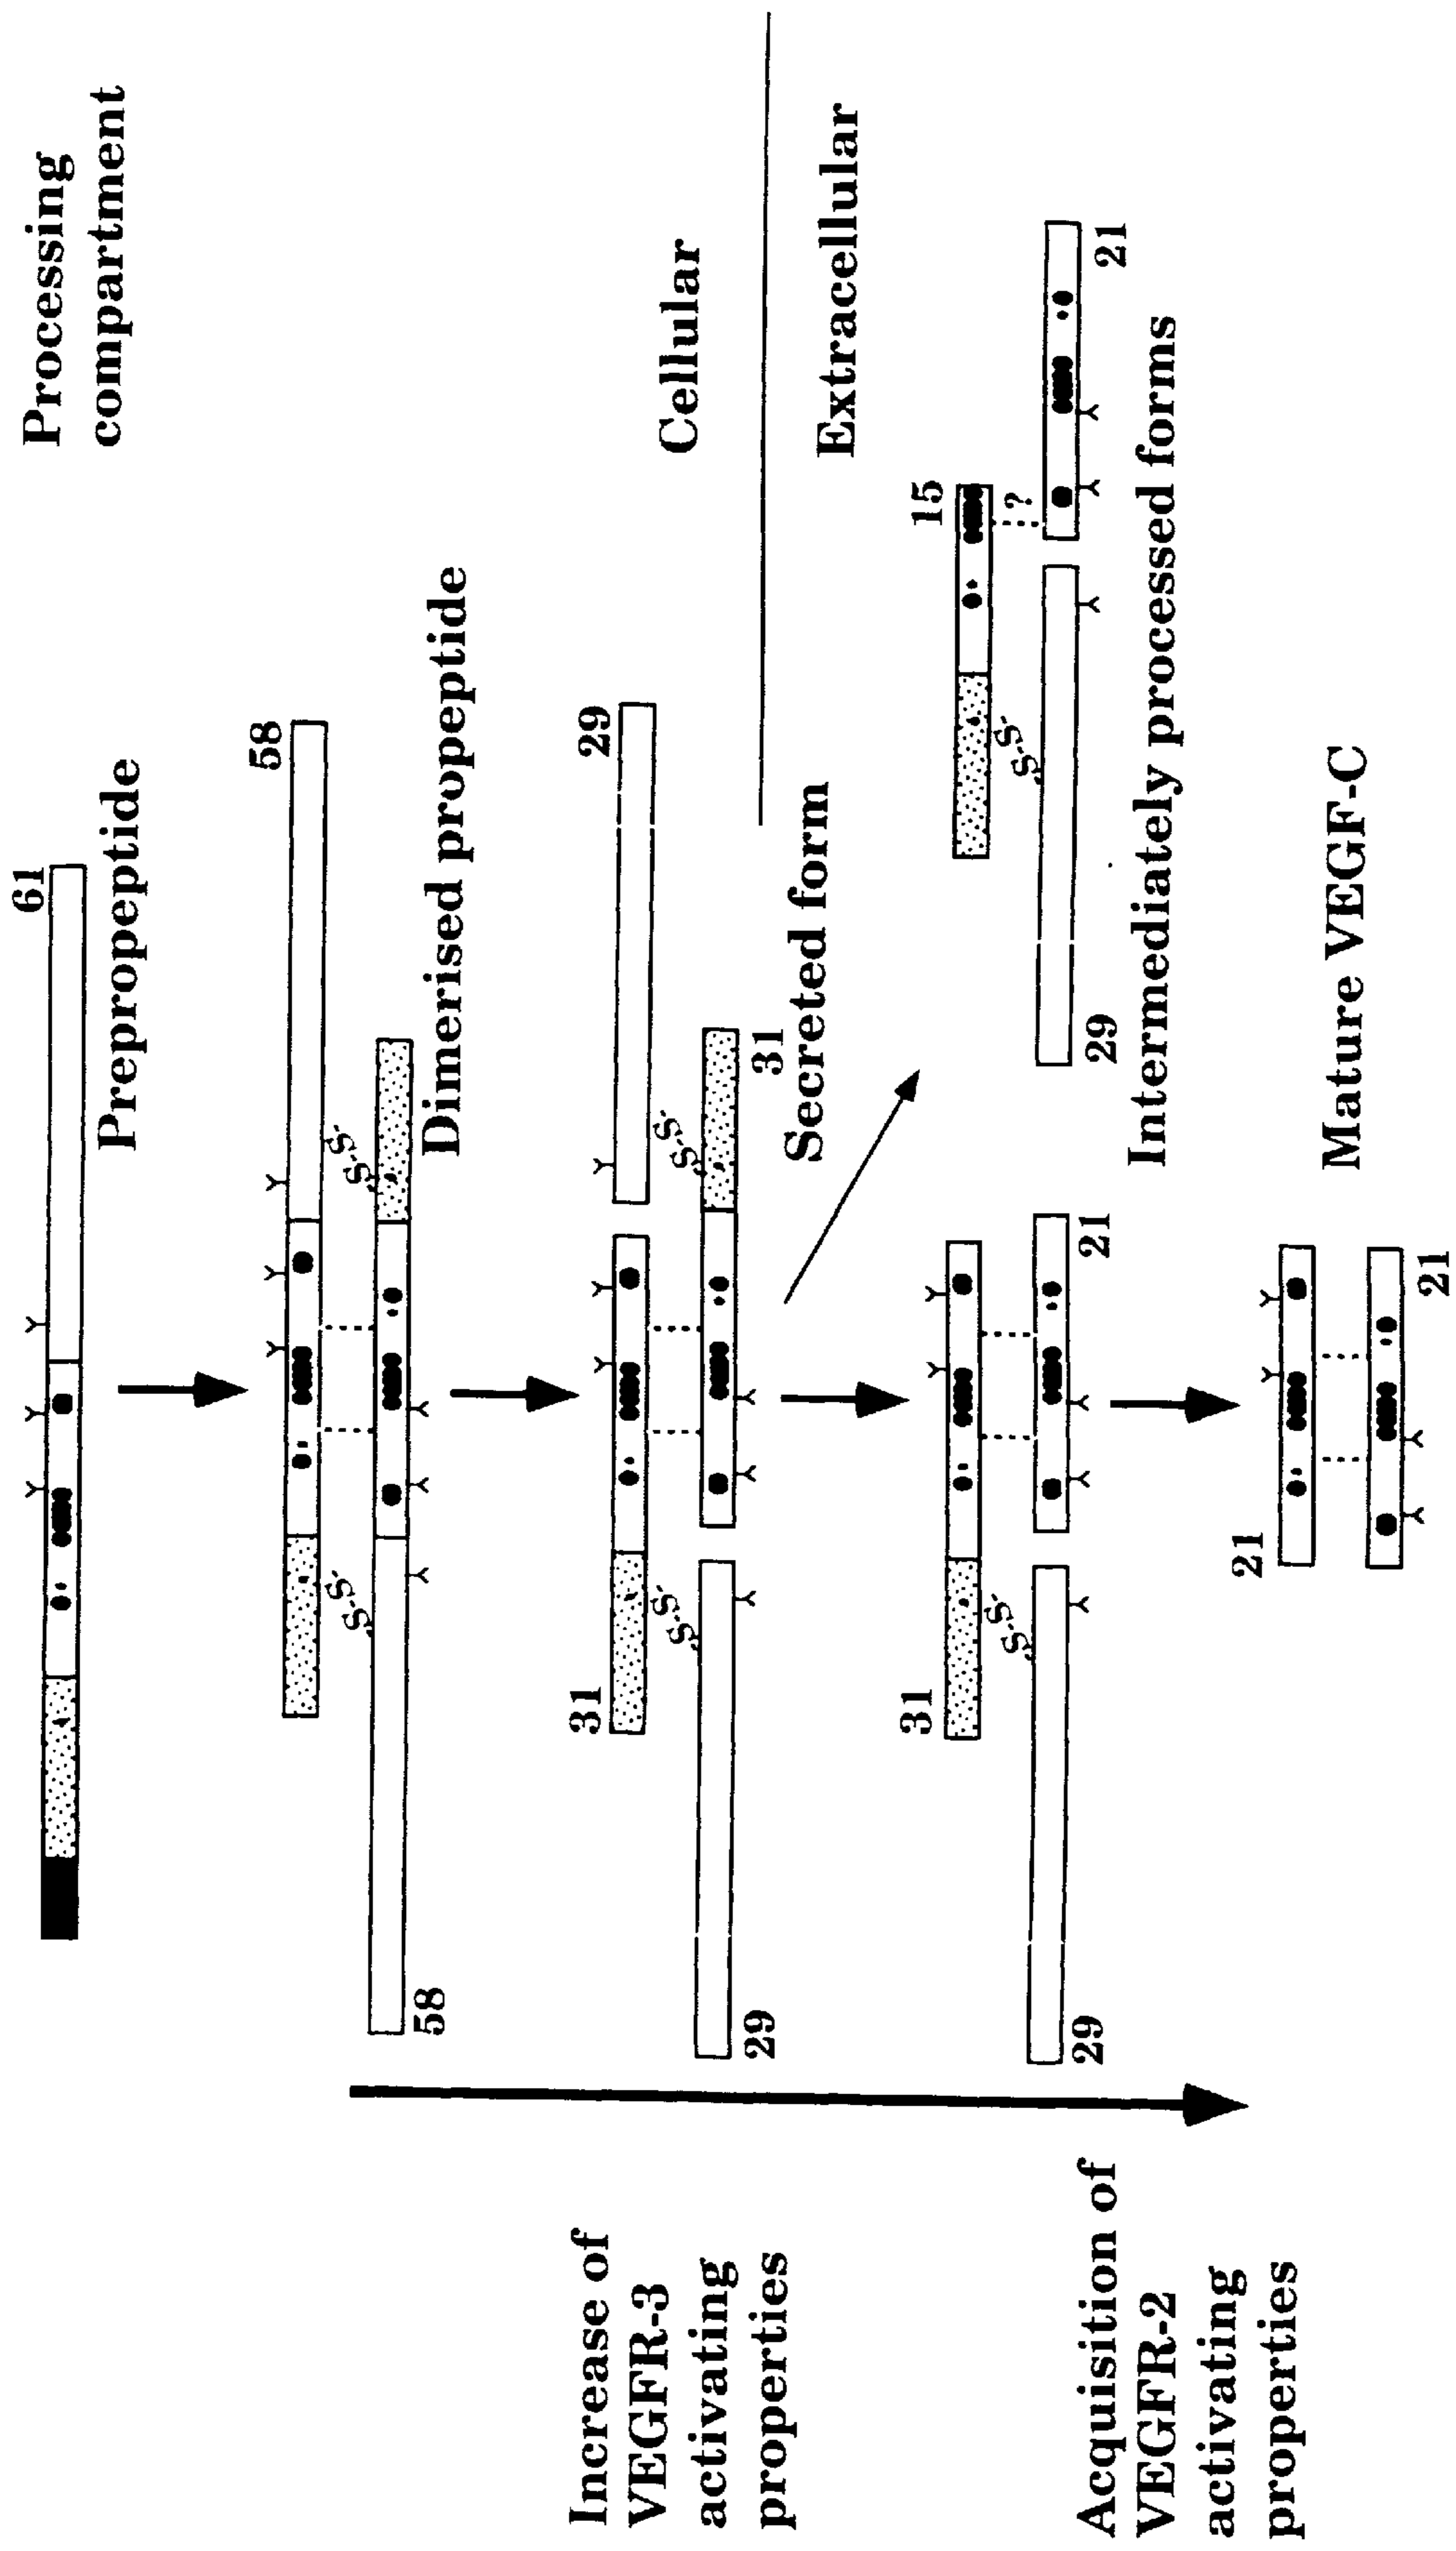 61
Prepropeptide
Processing
compartment
58
S-S
S-S
58
Dimerised propeptide
Increase of
VEGFR-3
activating
properties
31
29
S-S
S-S
29
31
Secreted form
Cellular
Extracellular
31
15
S-S
S-S
?
29
21
29
21
Intermediately processed forms
Acquisition of
VEGFR-2
activating
properties
21
21
Mature VEGF-C